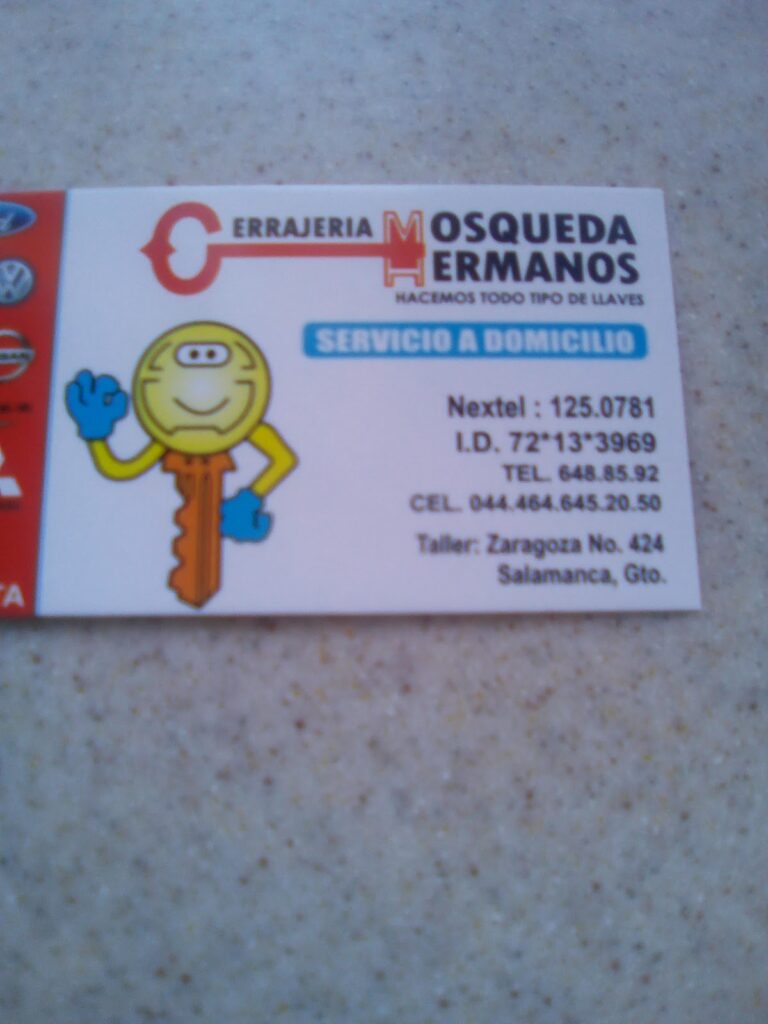 CERRAJERIA MOSQUEDA
HERMANOS
HACEMOS TODO TIPO DE LLAVES
SERVICIO A DOMICILIO
Nextel : 125.0781
I.D. 72*13*3969
TEL. 648.85.92
CEL. 044.464.645.20.50
Taller: Zaragoza No. 424
Salamanca, Gto.
TA